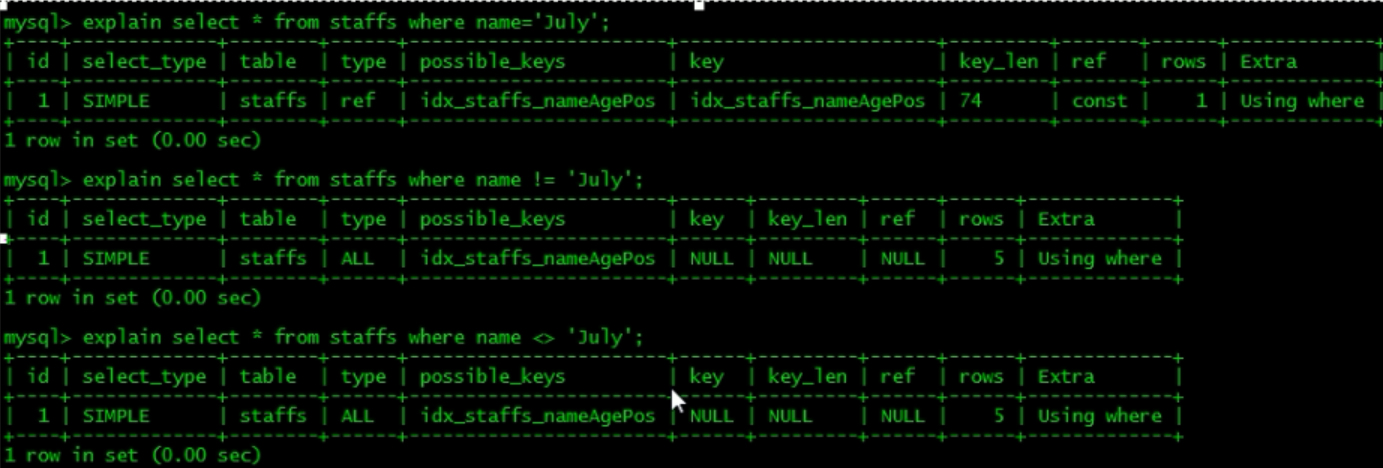 mysql> explain select * from staffs where name='July';
+----+-------------+--------+------+-----------------------+-----------------------+---------+-------+------+-------------+
| id | select_type | table | type | possible_keys | key | key_len | ref | rows | Extra |
+----+-------------+--------+------+-----------------------+-----------------------+---------+-------+------+-------------+
| 1 | SIMPLE | staffs | ref | idx_staffs_nameAgePos | idx_staffs_nameAgePos | 74 | const | 1 | Using where |
+----+-------------+--------+------+-----------------------+-----------------------+---------+-------+------+-------------+
1 row in set (0.00 sec)
mysql> explain select * from staffs where name != 'July';
+----+-------------+--------+------+-----------------------+------+---------+------+------+-------------+
| id | select_type | table | type | possible_keys | key | key_len | ref | rows | Extra |
+----+-------------+--------+------+-----------------------+------+---------+------+------+-------------+
| 1 | SIMPLE | staffs | ALL | idx_staffs_nameAgePos | NULL | NULL | NULL | 5 | Using where |
+----+-------------+--------+------+-----------------------+------+---------+------+------+-------------+
1 row in set (0.00 sec)
mysql> explain select * from staffs where name <> 'July';
+----+-------------+--------+------+-----------------------+------+---------+------+------+-------------+
| id | select_type | table | type | possible_keys | key | key_len | ref | rows | Extra |
+----+-------------+--------+------+-----------------------+------+---------+------+------+-------------+
| 1 | SIMPLE | staffs | ALL | idx_staffs_nameAgePos | NULL | NULL | NULL | 5 | Using where |
+----+-------------+--------+------+-----------------------+------+---------+------+------+-------------+
1 row in set (0.00 sec)